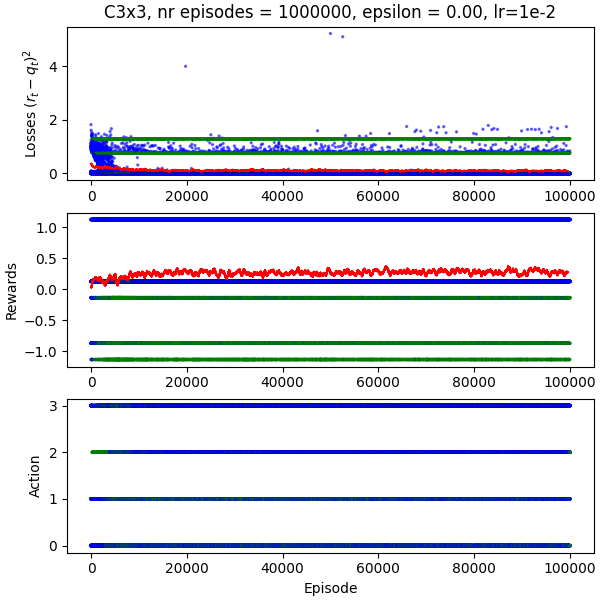 C3x3, nr episodes = 1000000, epsilon = 0.00, lr=1e-2
Losses $(r_t - q_t)^2$
4
2
0
0 20000 40000 60000 80000 100000
Rewards
1.0
0.5
0.0
−0.5
−1.0
0 20000 40000 60000 80000 100000
Action
3
2
1
0
0 20000 40000 60000 80000 100000
Episode